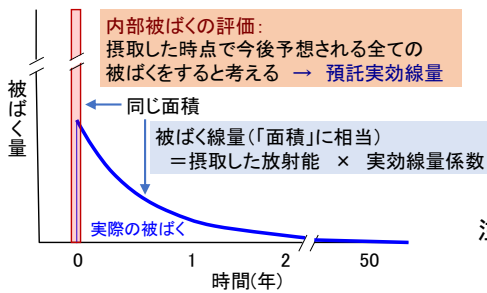 内部被ばくの評価:
摂取した時点で今後予想される全ての
被ばくをすると考える → 預託実効線量
被ばく量
同じ面積
被ばく線量(「面積」に相当)
＝摂取した放射能 × 実効線量係数
実際の被ばく
0 1 2 50
時間(年)